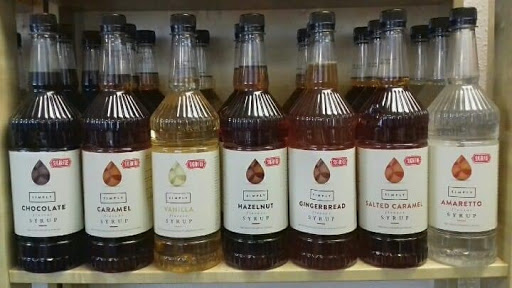 SIMPLY
CHOCOLATE
SYRUP
SIMPLY
CARAMEL
SYRUP
SIMPLY
VANILLA
SYRUP
SIMPLY
HAZELNUT
SYRUP
SIMPLY
GINGERBREAD
SYRUP
SIMPLY
SALTED CARAMEL
SYRUP
SIMPLY
AMARETTO
SYRUP